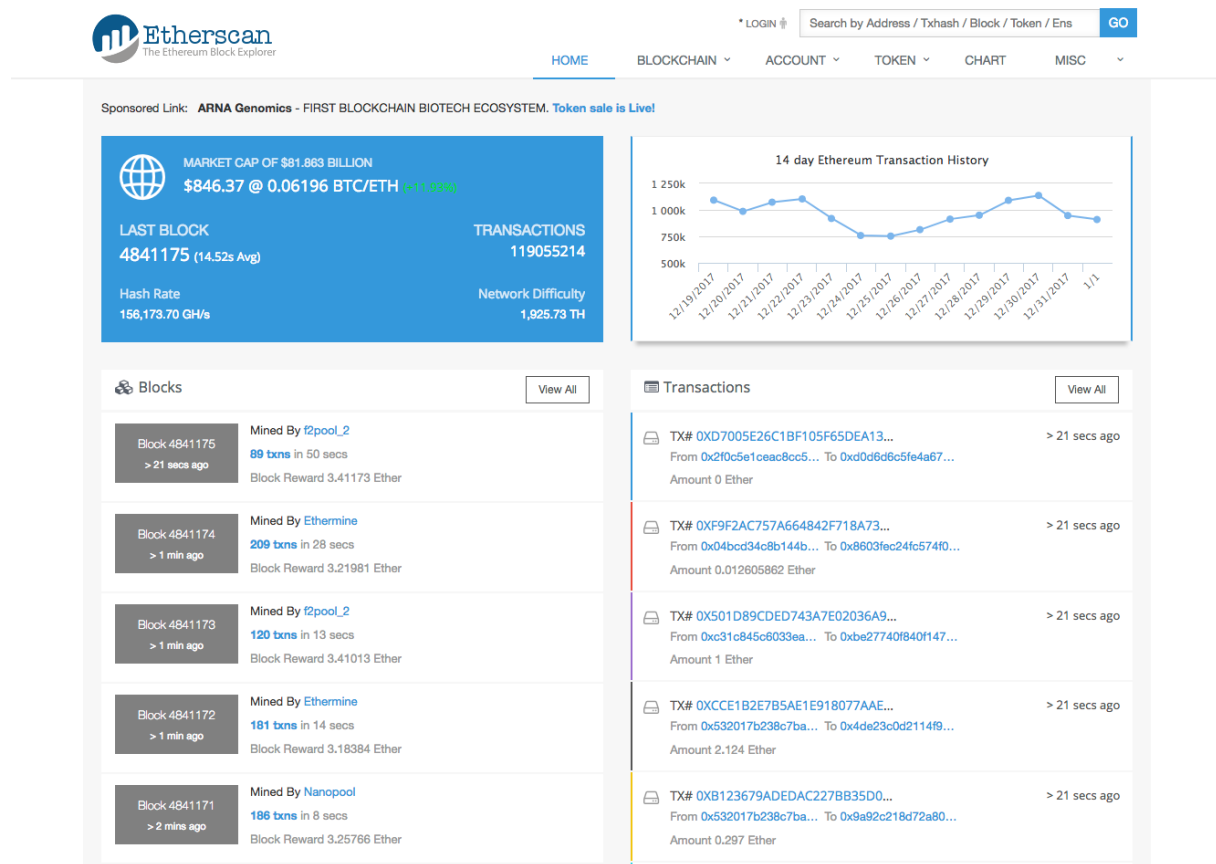 Etherscan
The Ethereum Block Explorer
* LOGIN
Search by Address / Txhash / Block / Token / Ens
GO
HOME
BLOCKCHAIN
ACCOUNT
TOKEN
CHART
MISC
Sponsored Link: ARNA Genomics - FIRST BLOCKCHAIN BIOTECH ECOSYSTEM. Token sale is Live!
MARKET CAP OF $81.863 BILLION
$846.37 @ 0.06196 BTC/ETH (+11.93%)
LAST BLOCK
4841175 (14.52s Avg)
TRANSACTIONS
119055214
Hash Rate
156,173.70 GH/s
Network Difficulty
1,925.73 TH
14 day Ethereum Transaction History
1 250k
1 000k
750k
500k
12/19/2017
12/20/2017
12/21/2017
12/22/2017
12/23/2017
12/24/2017
12/25/2017
12/26/2017
12/27/2017
12/28/2017
12/29/2017
12/30/2017
12/31/2017
1/1
Blocks
View All
Block 4841175
> 21 secs ago
Mined By f2pool_2
89 txns in 50 secs
Block Reward 3.41173 Ether
Block 4841174
> 1 min ago
Mined By Ethermine
209 txns in 28 secs
Block Reward 3.21981 Ether
Block 4841173
> 1 min ago
Mined By f2pool_2
120 txns in 13 secs
Block Reward 3.41013 Ether
Block 4841172
> 1 min ago
Mined By Ethermine
181 txns in 14 secs
Block Reward 3.18384 Ether
Block 4841171
> 2 mins ago
Mined By Nanopool
186 txns in 8 secs
Block Reward 3.25766 Ether
Transactions
View All
TX# 0XD7005E26C1BF105F65DEA13...
> 21 secs ago
From 0x2f0c5e1ceac8cc5... To 0xd0d6d6c5fe4a67...
Amount 0 Ether
TX# 0XF9F2AC757A664842F718A73...
> 21 secs ago
From 0x04bcd34c8b144b... To 0x8603fec24fc574f0...
Amount 0.012605862 Ether
TX# 0X501D89CDED743A7E02036A9...
> 21 secs ago
From 0xc31c845c6033ea... To 0xbe27740f840f147...
Amount 1 Ether
TX# 0XCCE1B2E7B5AE1E918077AAE...
> 21 secs ago
From 0x532017b238c7ba... To 0x4de23c0d2114f9...
Amount 2.124 Ether
TX# 0XB123679ADEDAC227BB35D0...
> 21 secs ago
From 0x532017b238c7ba... To 0x9a92c218d72a80...
Amount 0.297 Ether